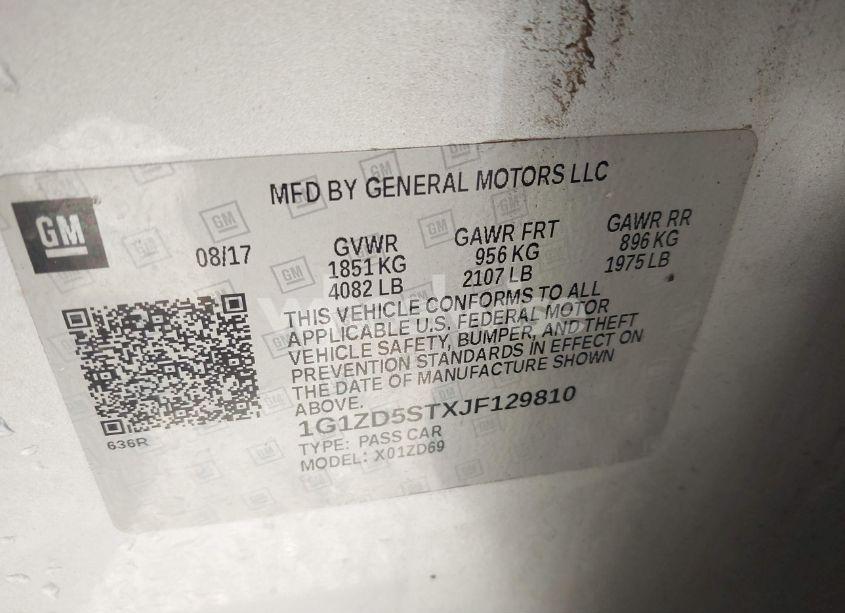 MFD BY GENERAL MOTORS LLC
GM
08/17
GVWR
1851 KG
4082 LB
GAWR FRT
956 KG
2107 LB
GAWR RR
896 KG
1975 LB
THIS VEHICLE CONFORMS TO ALL
APPLICABLE U.S. FEDERAL MOTOR
VEHICLE SAFETY, BUMPER, AND THEFT
PREVENTION STANDARDS IN EFFECT ON
THE DATE OF MANUFACTURE SHOWN
ABOVE.
1G1ZD5STXJF129810
TYPE: PASS CAR
MODEL: X01ZD69
636R